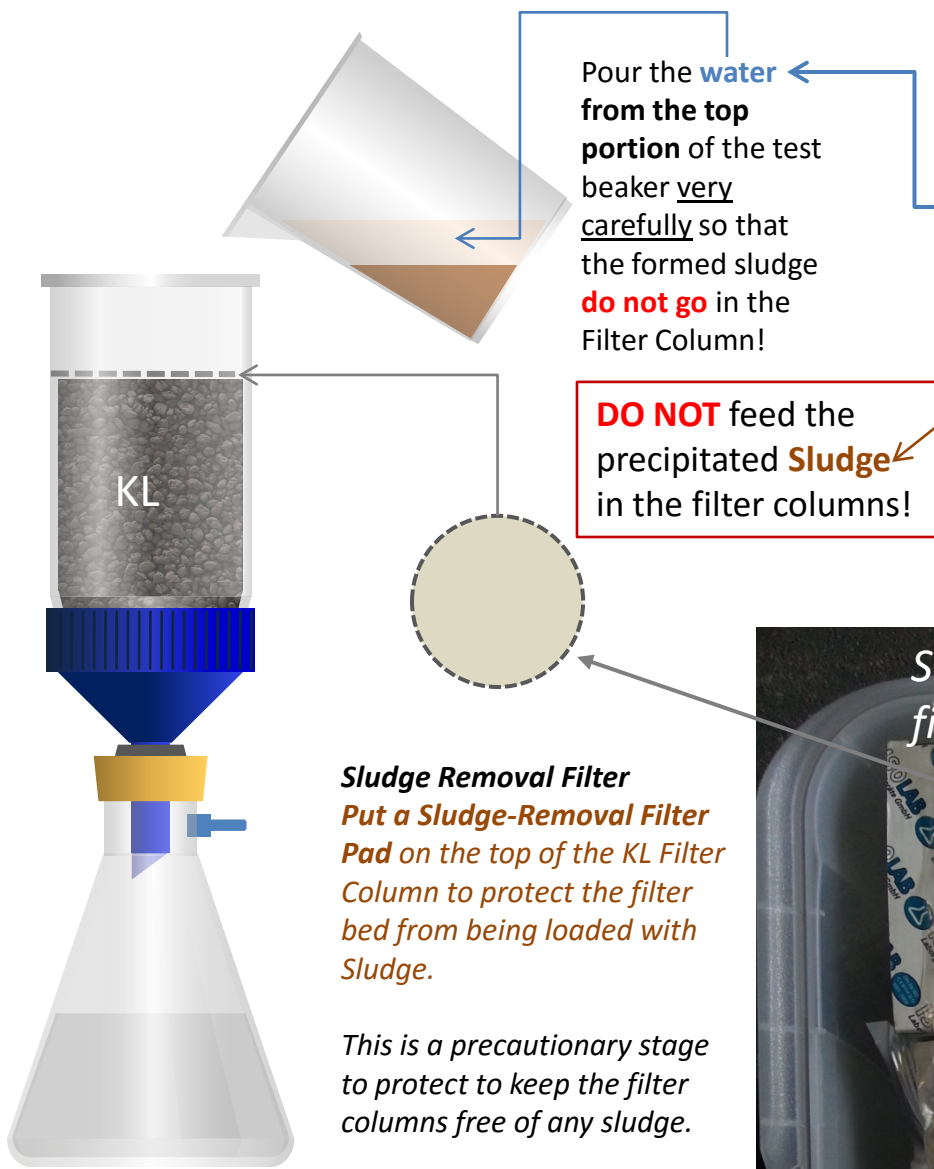 Pour the water
from the top
portion of the test
beaker very
carefully so that
the formed sludge
do not go in the
Filter Column!
DO NOT feed the
precipitated Sludge
in the filter columns!
KL
Sludge Removal Filter
Put a Sludge-Removal Filter
Pad on the top of the KL Filter
Column to protect the filter
bed from being loaded with
Sludge.
This is a precautionary stage
to protect to keep the filter
columns free of any sludge.
S
fi